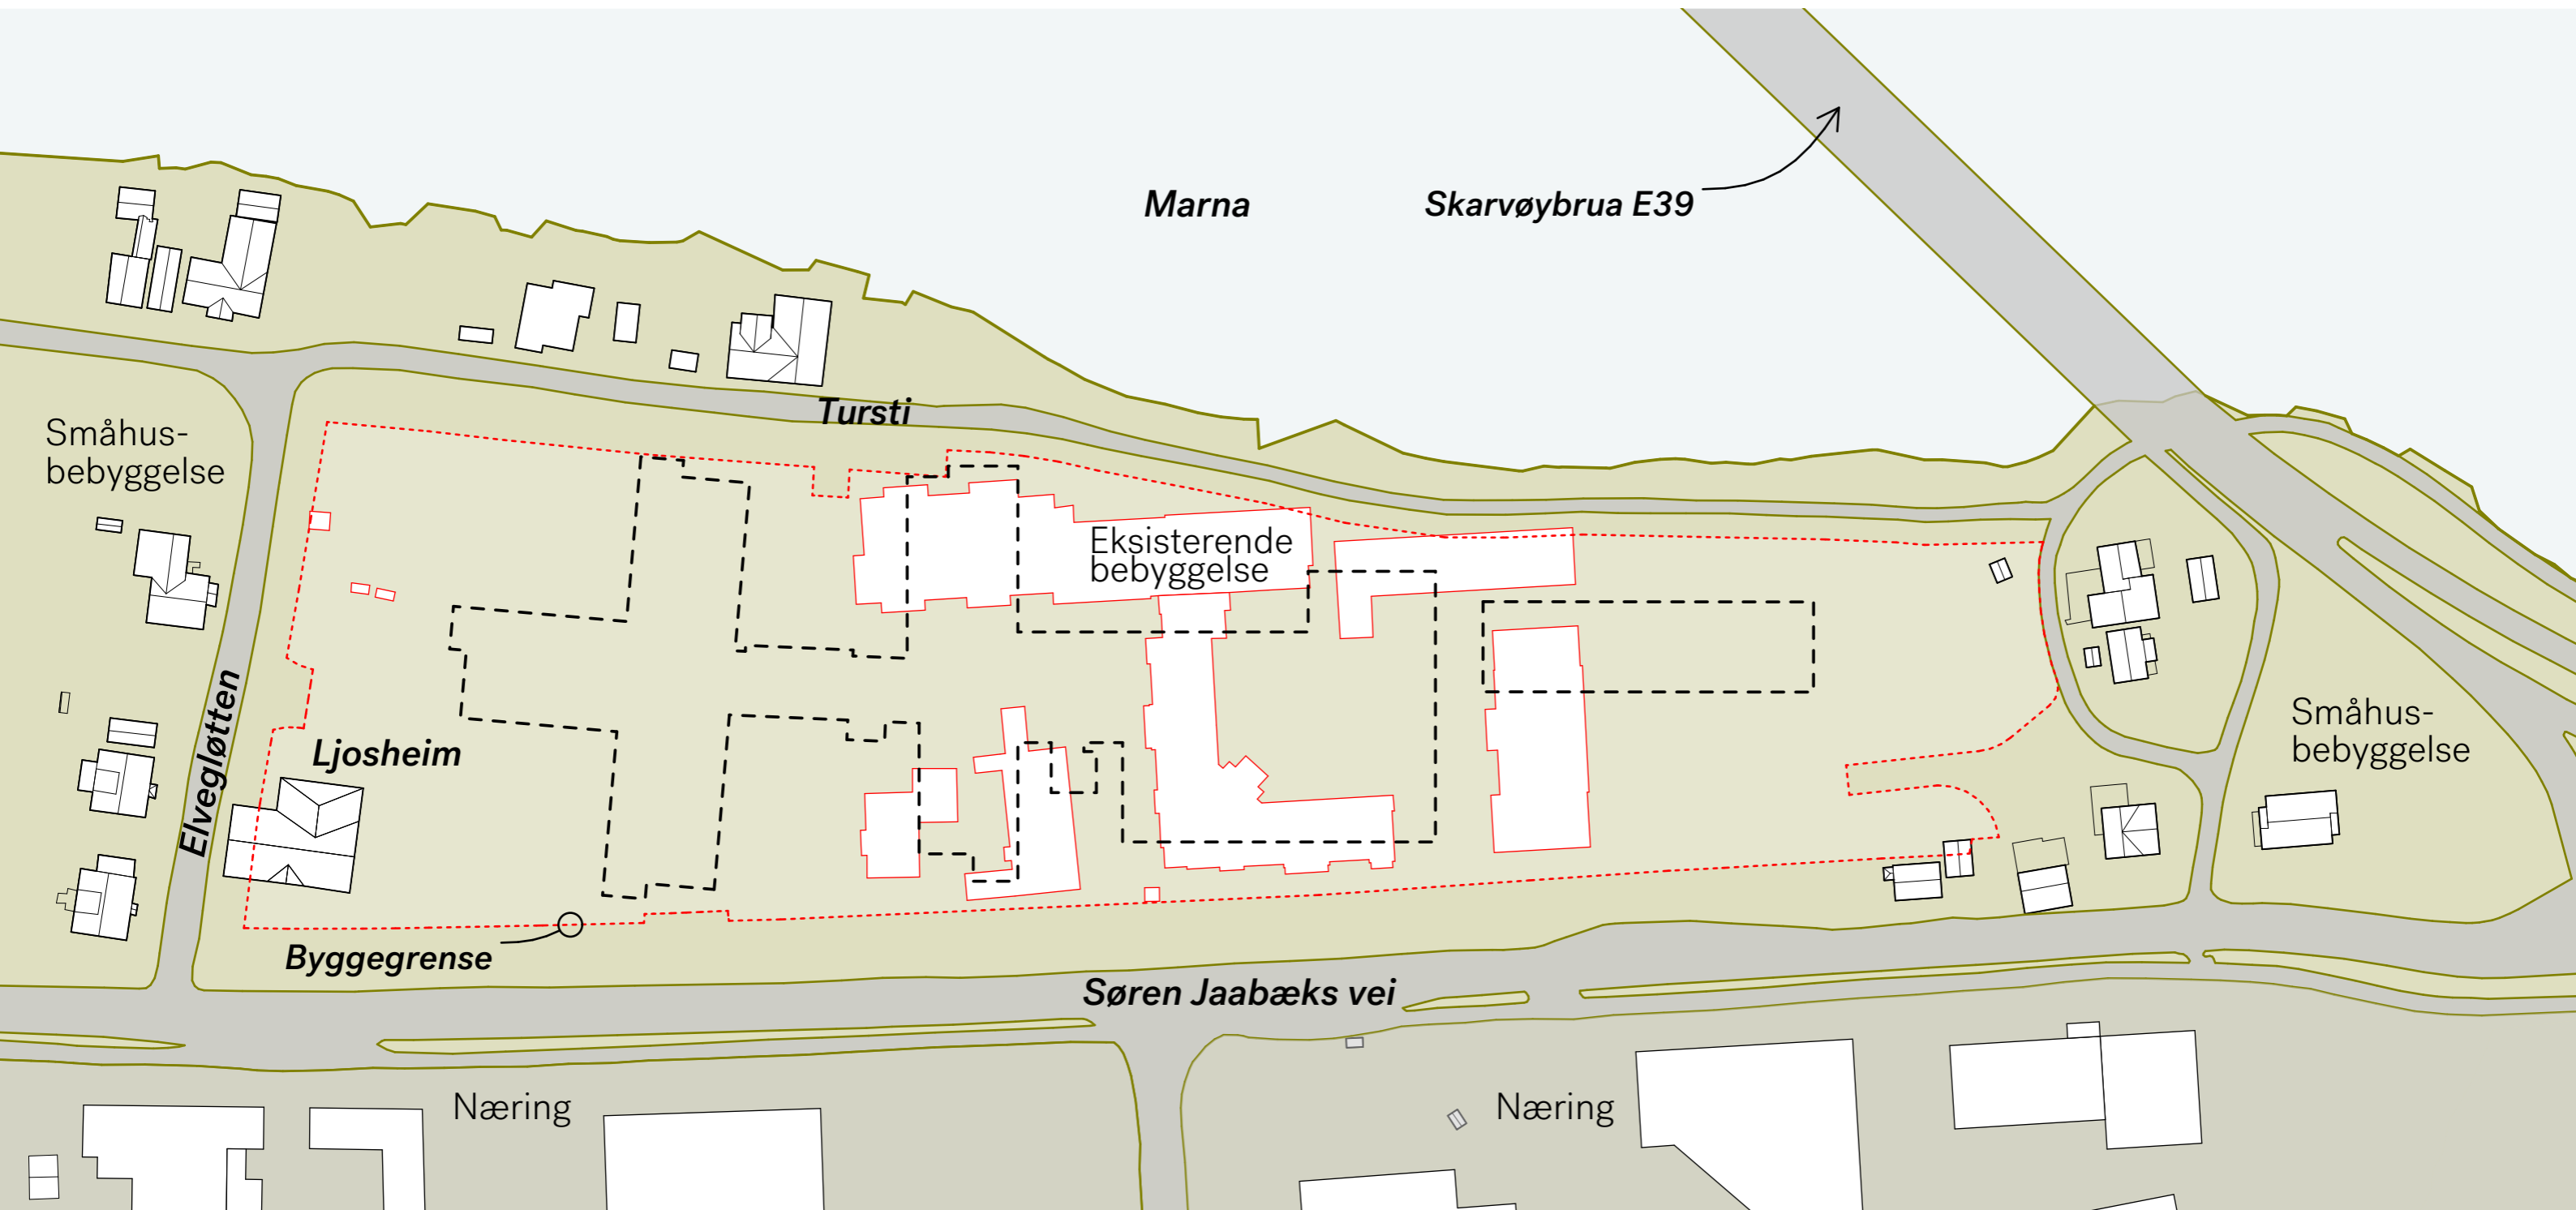 Marna
Skarvøybrua E39
Tursti
Småhus-
bebyggelse
Eksisterende
bebyggelse
Elvegløtten
Ljosheim
Småhus-
bebyggelse
Byggegrense
Søren Jaabæks vei
Næring
Næring